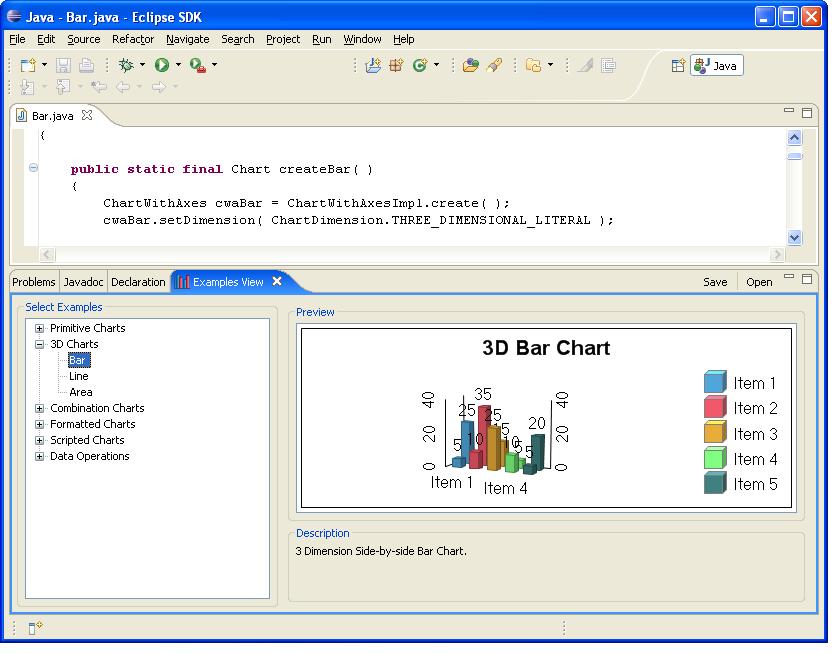 Java - Bar.java - Eclipse SDK
File Edit Source Refactor Navigate Search Project Run Window Help
Java
Bar.java
{
public static final Chart createBar( )
{
ChartWithAxes cwaBar = ChartWithAxesImpl.create( );
cwaBar.setDimension( ChartDimension.THREE_DIMENSIONAL_LITERAL );
Problems Javadoc Declaration Examples View Save Open
Select Examples
Primitive Charts
3D Charts
Bar
Line
Area
Combination Charts
Formatted Charts
Scripted Charts
Data Operations
Preview
3D Bar Chart
40
20
0
5
25
10
35
25
15
10
5
5
20
40
20
0
Item 1
Item 4
Item 1
Item 2
Item 3
Item 4
Item 5
Description
3 Dimension Side-by-side Bar Chart.